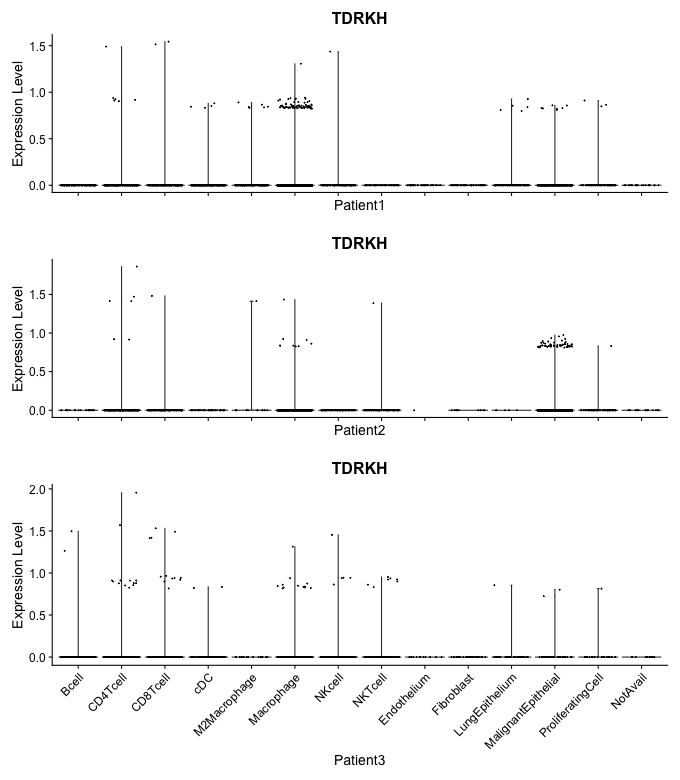 TDRKH
Expression Level
1.5
1.0
0.5
0.0
Patient1
TDRKH
Expression Level
1.5
1.0
0.5
0.0
Patient2
TDRKH
Expression Level
2.0
1.5
1.0
0.5
0.0
Bcell
CD4Tcell
CD8Tcell
cDC
M2Macrophage
Macrophage
NKcell
NKTcell
Endothelium
Fibroblast
LungEpithelium
MalignantEpithelial
ProliferatingCell
NotAvail
Patient3